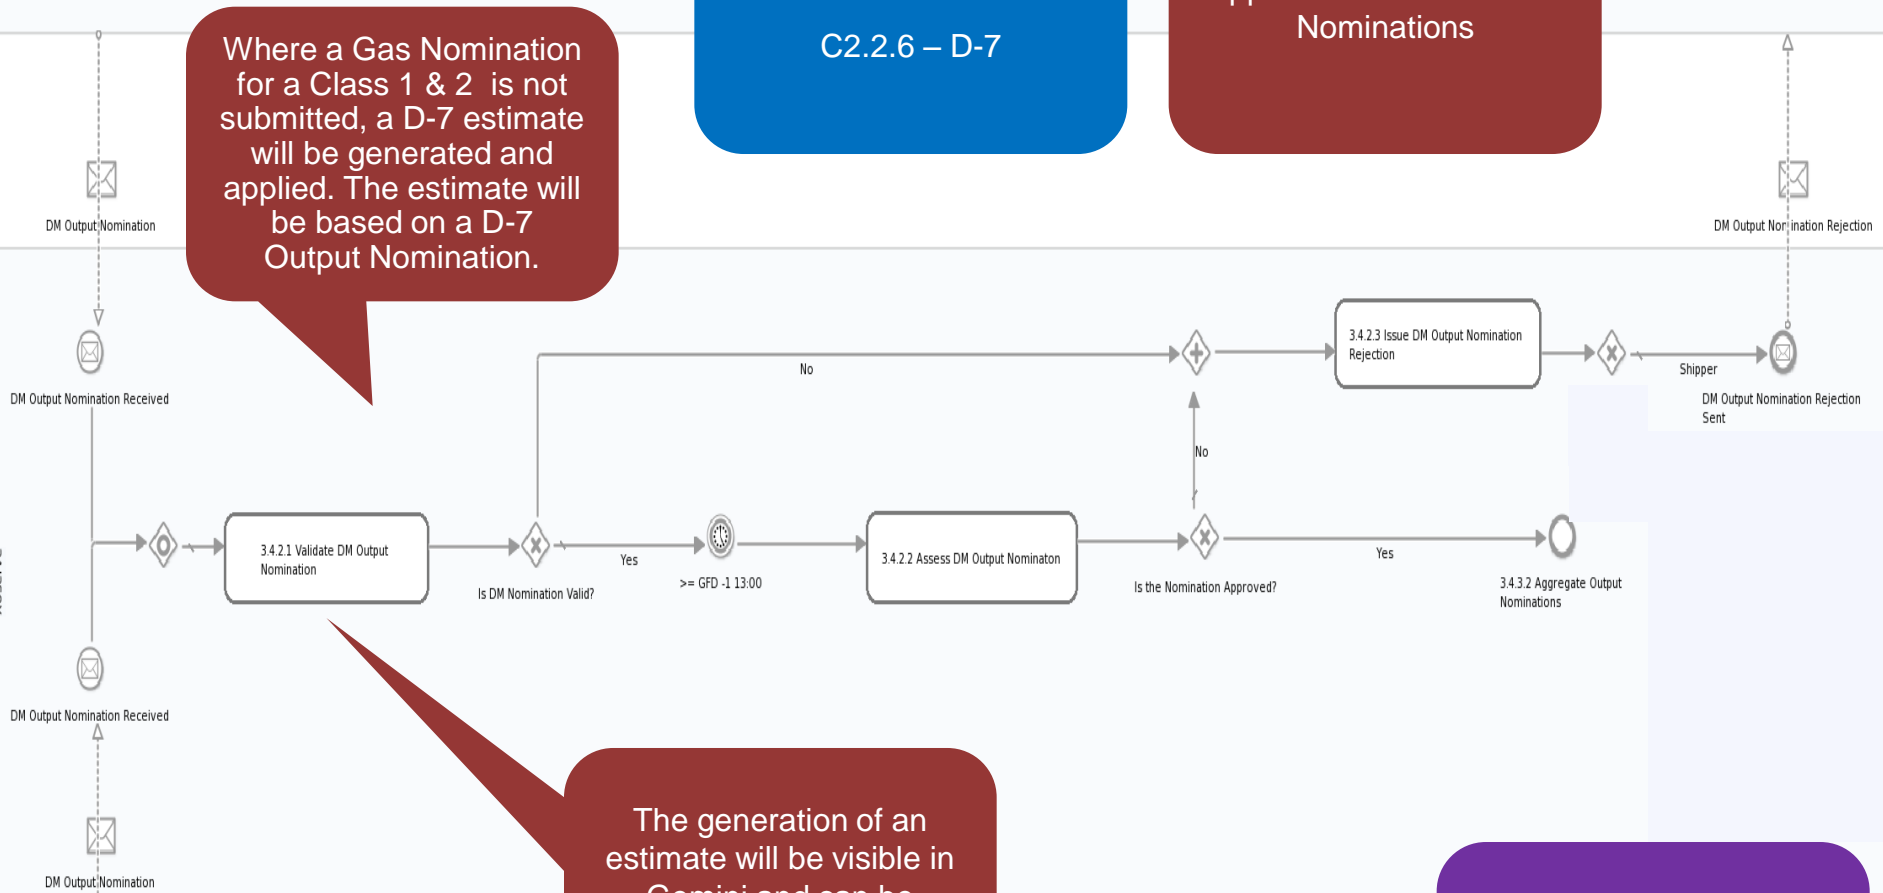 Nominations
C2.2.6 – D-7
Where a Gas Nomination
for a Class 1 & 2 is not
submitted, a D-7 estimate
will be generated and
applied. The estimate will
be based on a D-7
Output Nomination.
DM Output Nomination
DM Output Nomination Rejection
3.4.2.3 Issue DM Output Nomination
Rejection
No
Shipper
DM Output Nomination Received
DM Output Nomination Rejection
Sent
No
3.4.2.1 Validate DM Output
Nomination
Is DM Nomination Valid?
Yes
>= GFD -1 13:00
3.4.2.2 Assess DM Output Nominaton
Is the Nomination Approved?
Yes
3.4.3.2 Aggregate Output
Nominations
DM Output Nomination Received
DM Output Nomination
The generation of an
estimate will be visible in
Gemini and can be